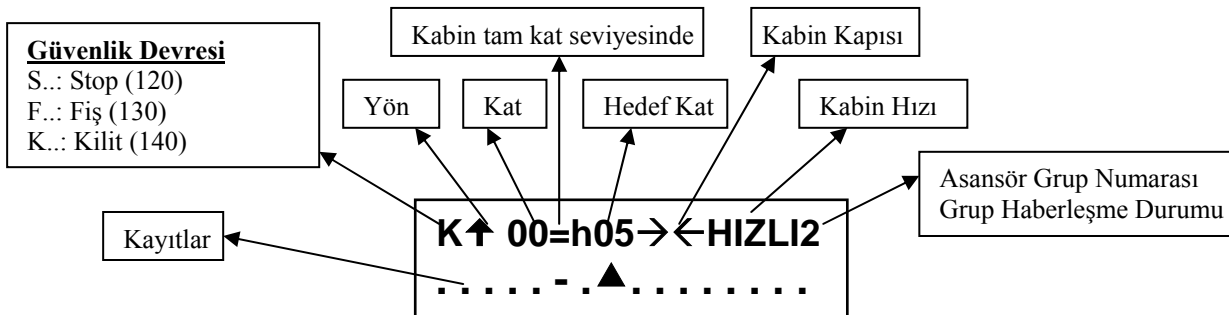 Güvenlik Devresi
S..: Stop (120)
F..: Fiş (130)
K..: Kilit (140)
Kabin tam kat seviyesinde
Kabin Kapısı
Yön
Kat
Hedef Kat
Kabin Hızı
Asansör Grup Numarası
Grup Haberleşme Durumu
Kayıtlar
K↑ 00=h05→←HIZLI2
. . . . . - . ▲ . . . . . . . .